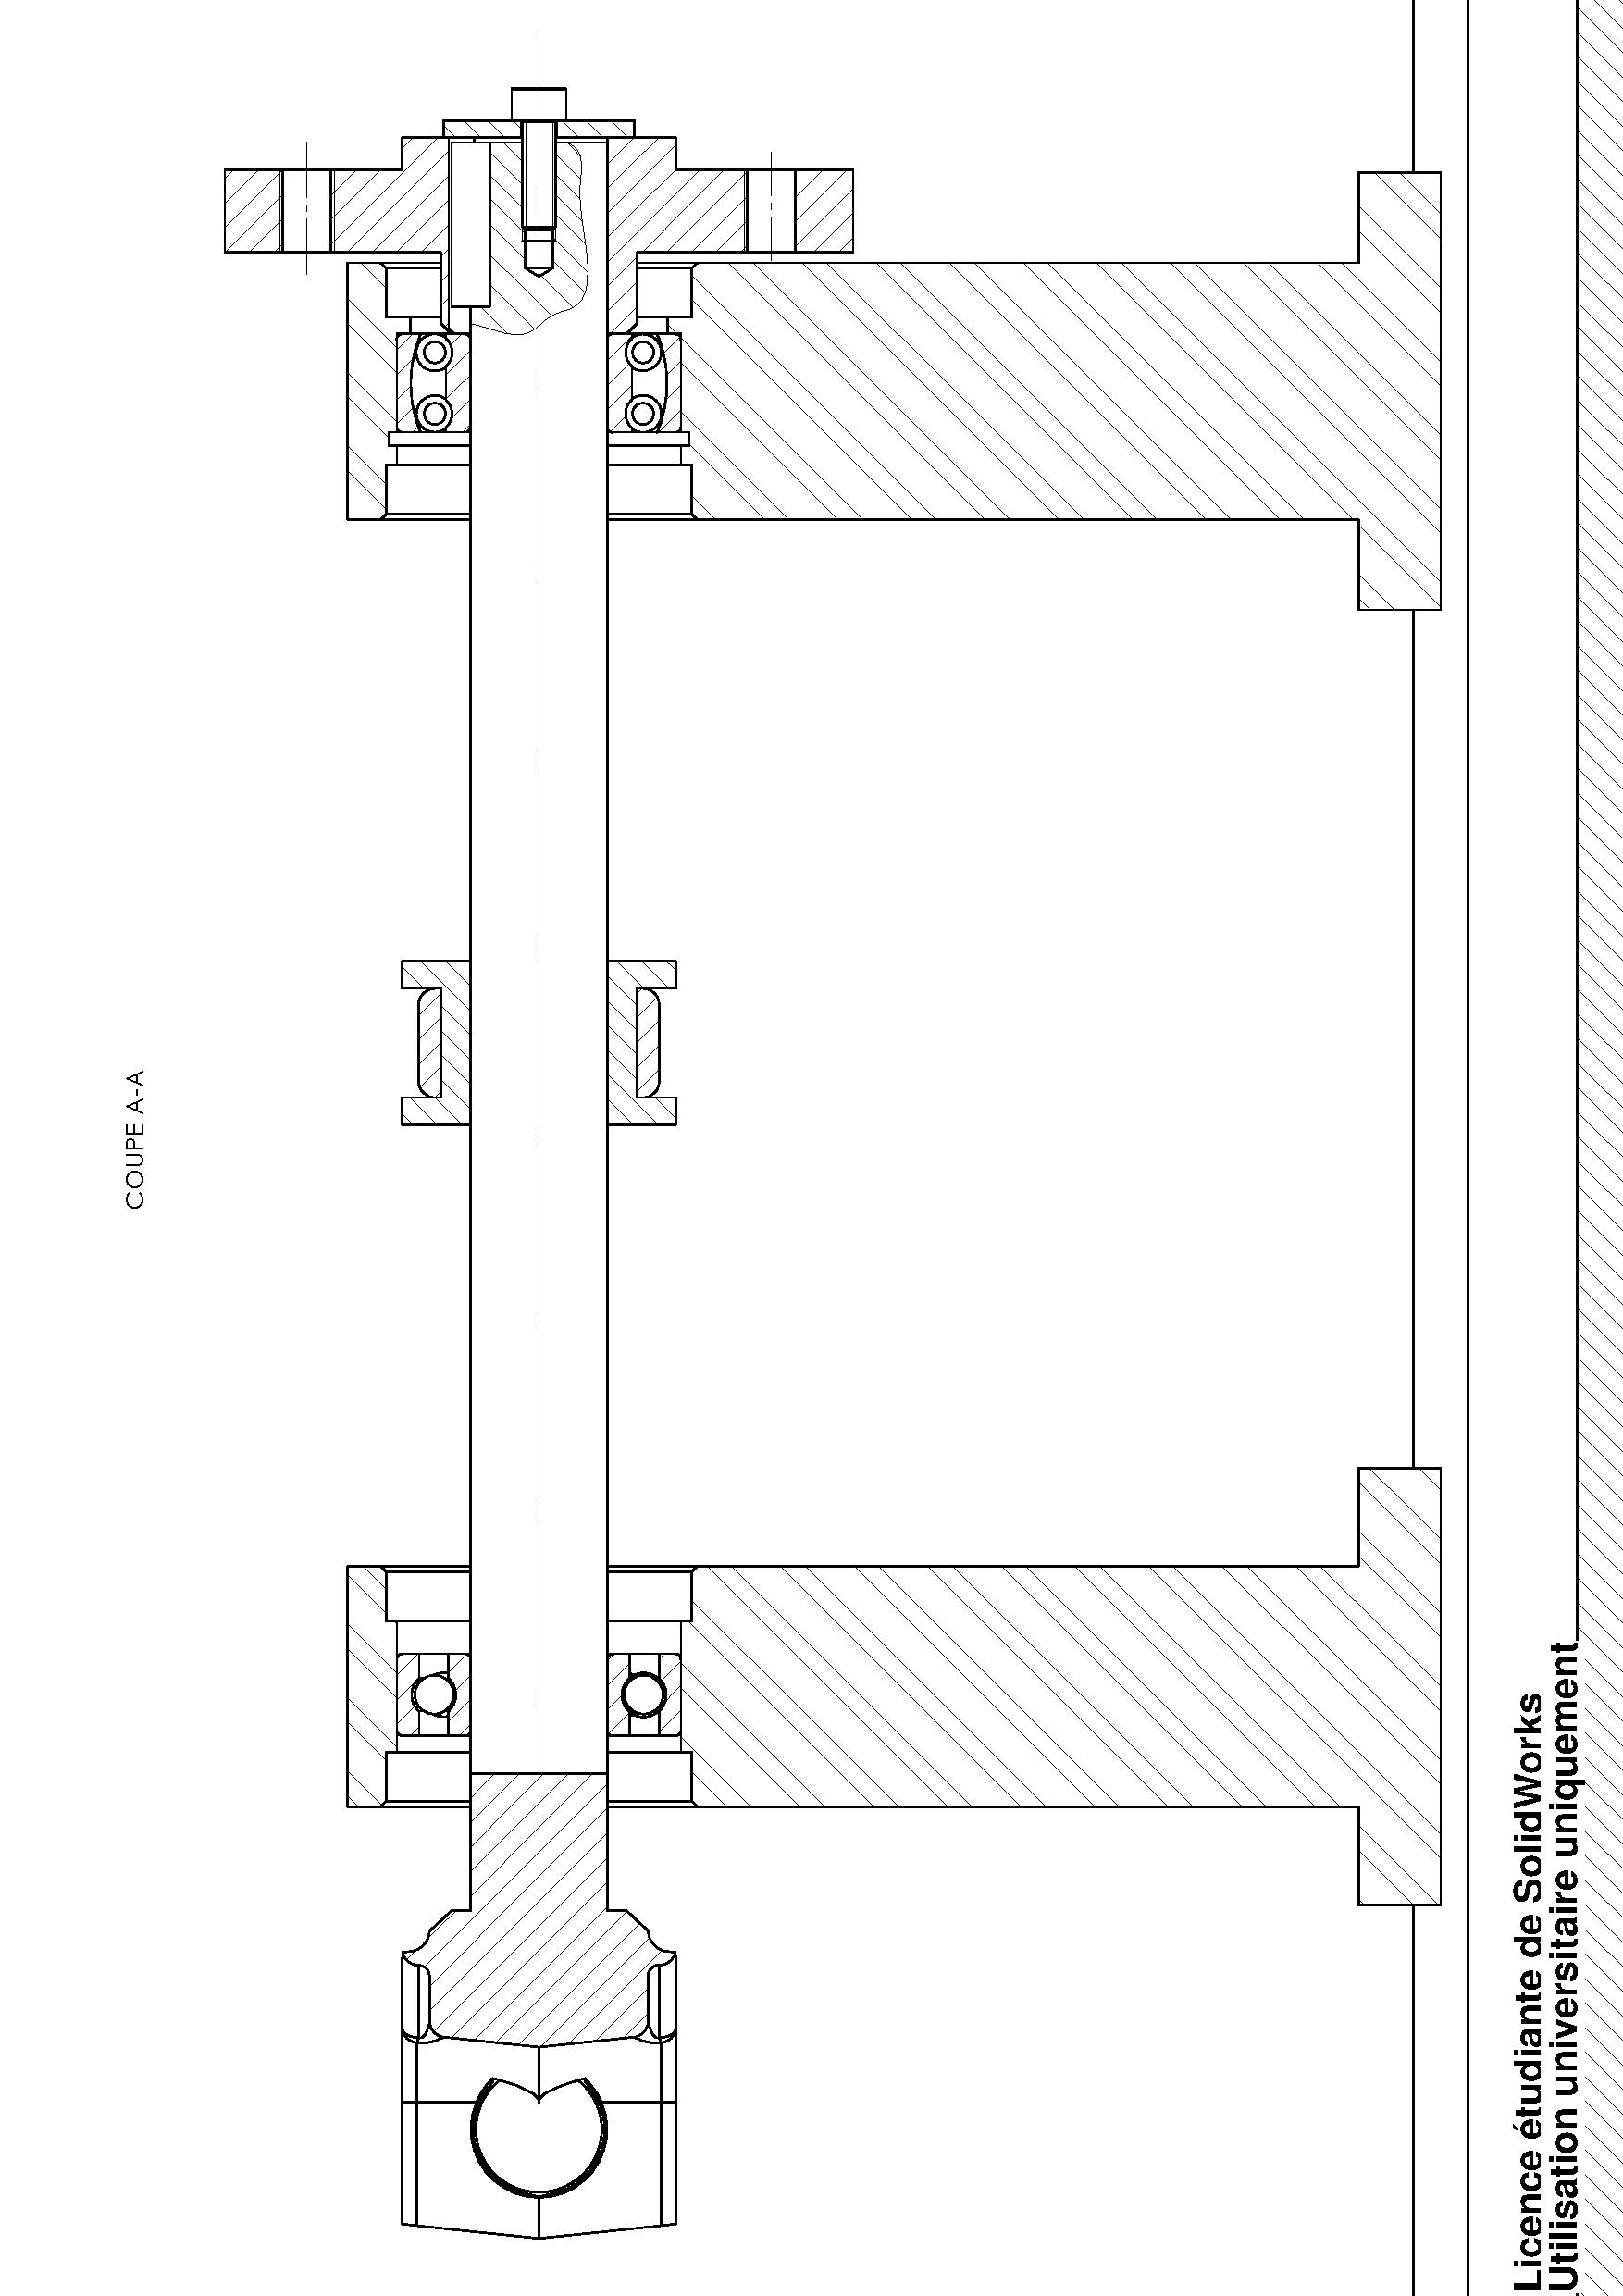 COUPE A-A
Licence étudiante de SolidWorks
Utilisation universitaire uniquement